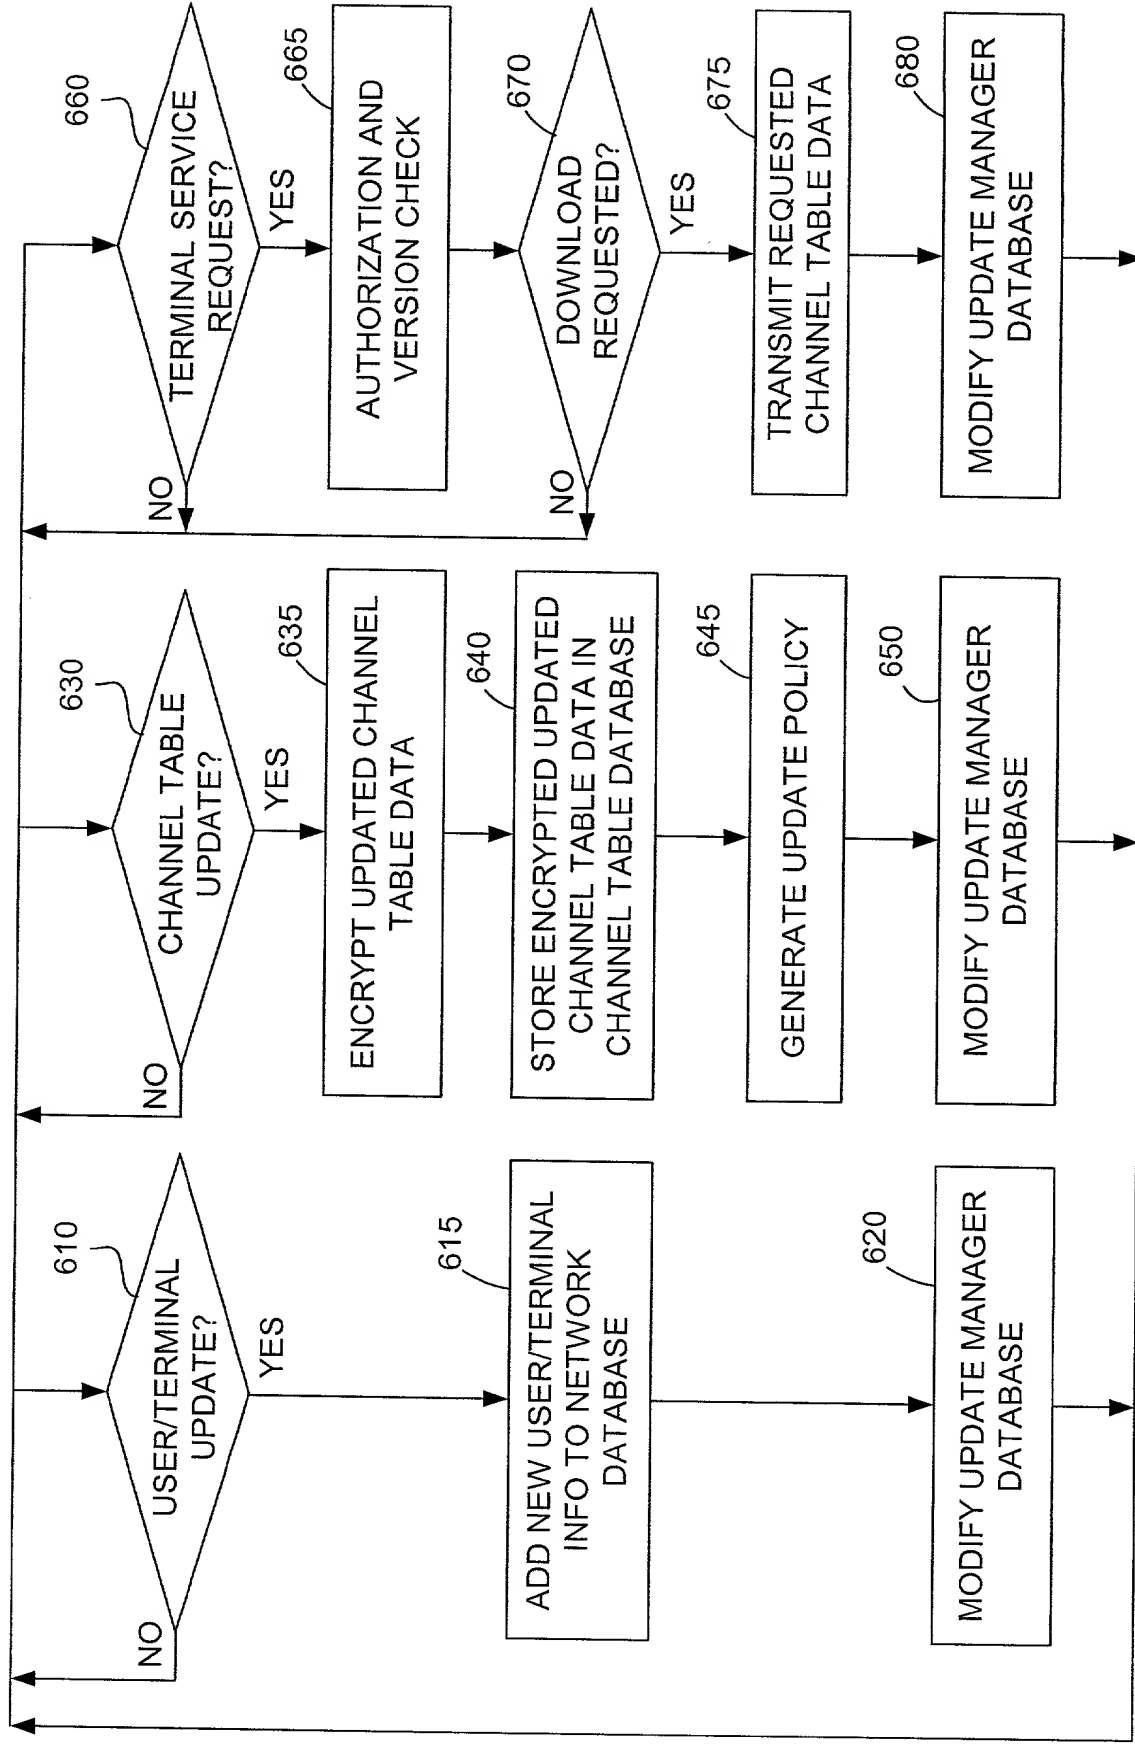 610
USER/TERMINAL
UPDATE?
NO
YES
615
ADD NEW USER/TERMINAL
INFO TO NETWORK
DATABASE
620
MODIFY UPDATE MANAGER
DATABASE
630
CHANNEL TABLE
UPDATE?
NO
YES
635
ENCRYPT UPDATED CHANNEL
TABLE DATA
640
STORE ENCRYPTED UPDATED
CHANNEL TABLE DATA IN
CHANNEL TABLE DATABASE
645
GENERATE UPDATE POLICY
650
MODIFY UPDATE MANAGER
DATABASE
660
TERMINAL SERVICE
REQUEST?
NO
YES
665
AUTHORIZATION AND
VERSION CHECK
670
DOWNLOAD
REQUESTED?
NO
YES
675
TRANSMIT REQUESTED
CHANNEL TABLE DATA
680
MODIFY UPDATE MANAGER
DATABASE